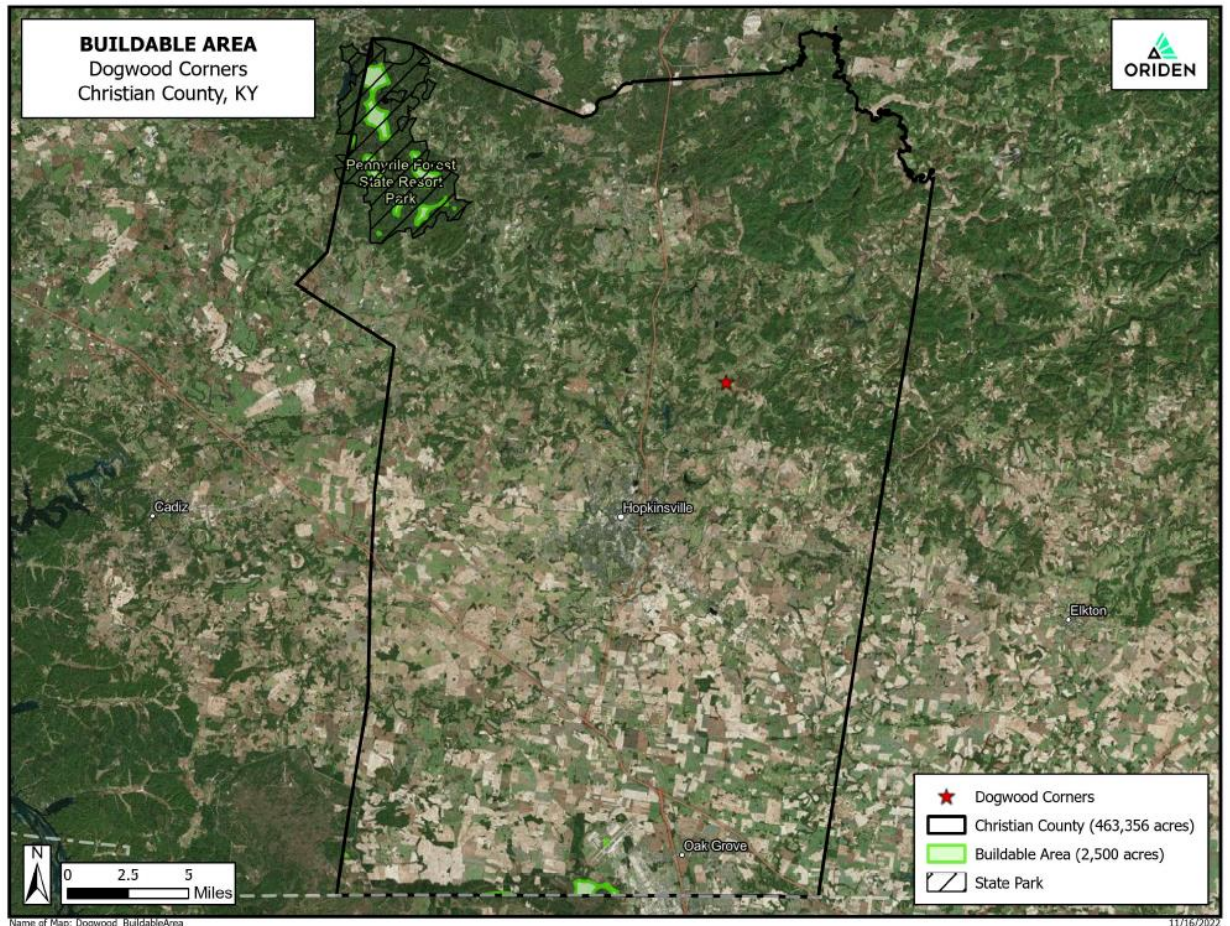 BUILDABLE AREA
Dogwood Corners
Christian County, KY
ORIDEN
Pennyrile Forest
State Resort
Park
Cadiz
Hopkinsville
Elkton
Oak Grove
N
0 2.5 5
Miles
Dogwood Corners
Christian County (463,356 acres)
Buildable Area (2,500 acres)
State Park
Name of Map: Dogwood_BuildableArea
11/16/2022